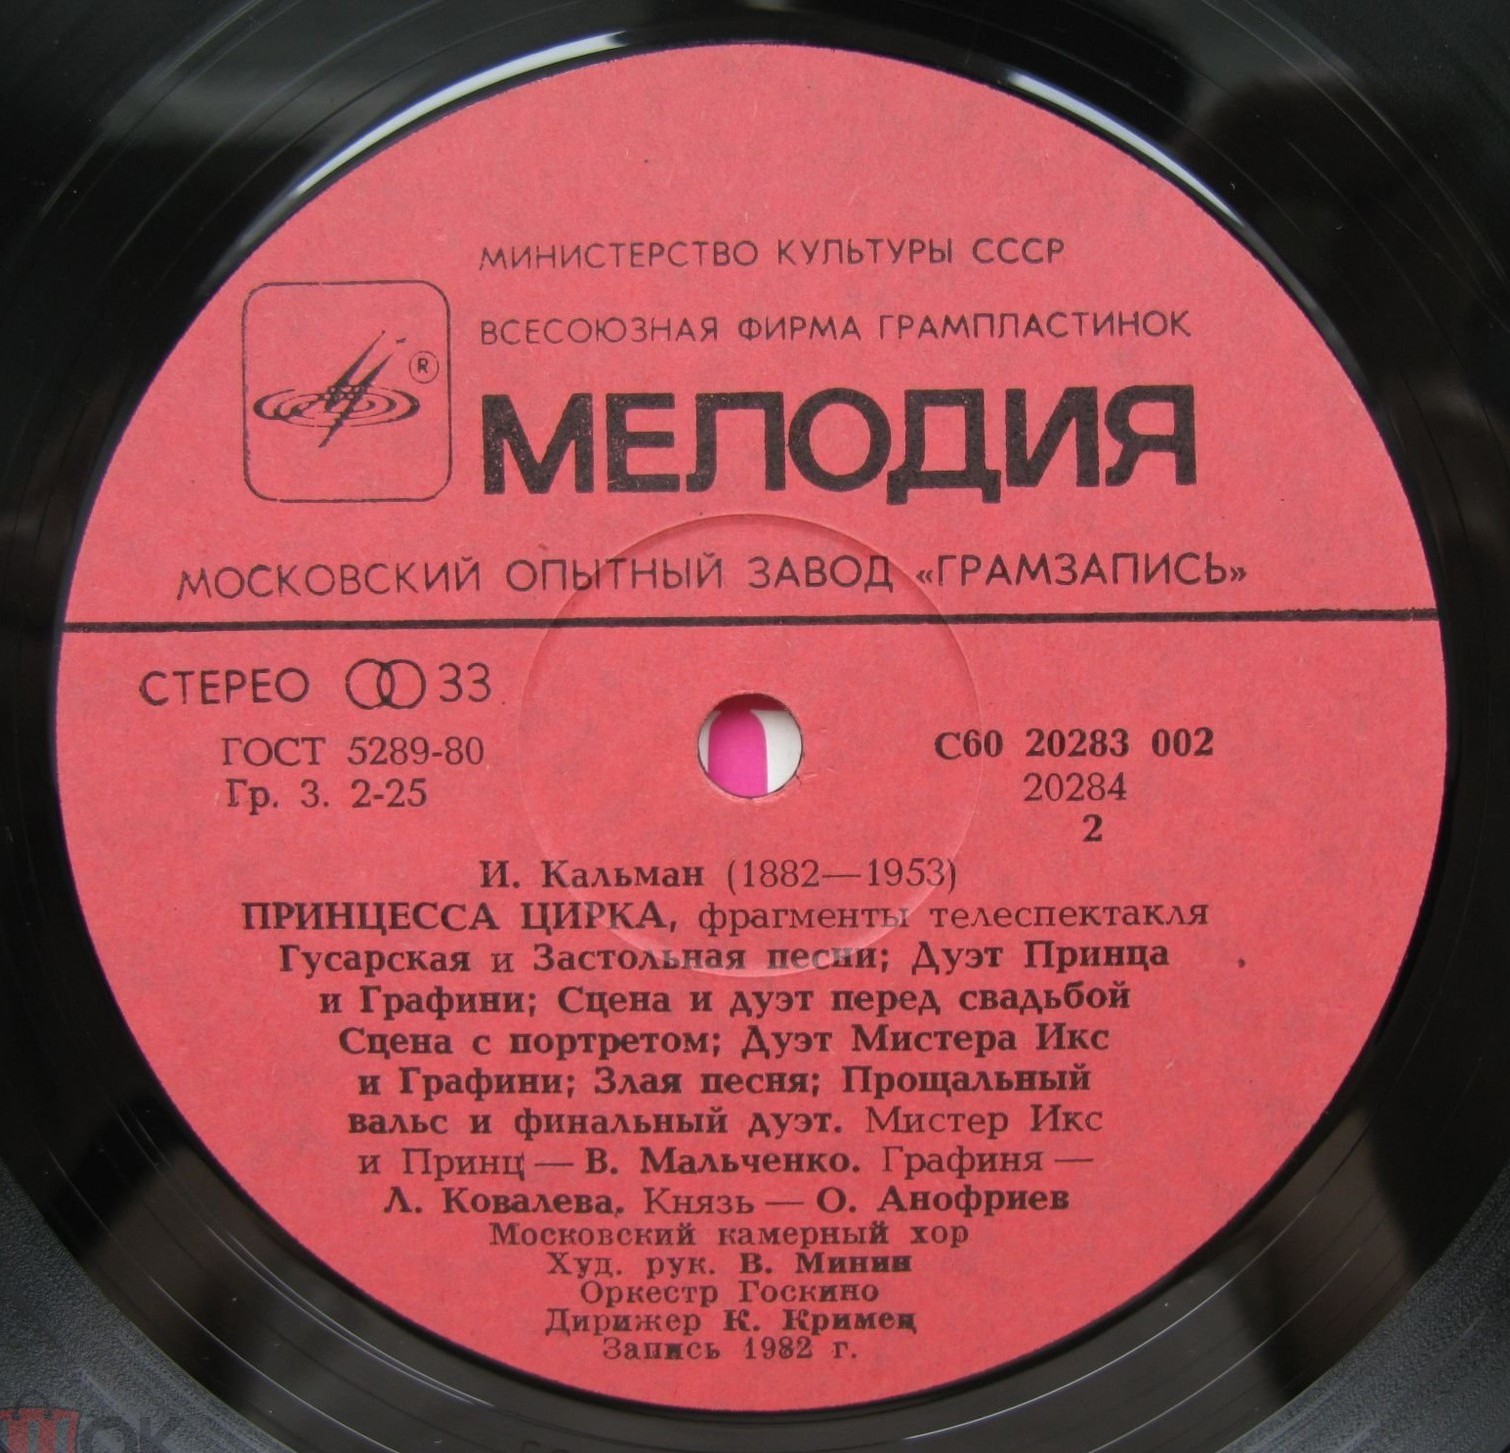 МИНИСТЕРСТВО КУЛЬТУРЫ СССР
ВСЕСОЮЗНАЯ ФИРМА ГРАМПЛАСТИНОК
®
МЕЛОДИЯ
МОСКОВСКИЙ ОПЫТНЫЙ ЗАВОД «ГРАМЗАПИСЬ»
СТЕРЕО 33
ГОСТ 5289-80
Гр. 3. 2-25
С60 20283 002
20284
2
И. Кальман (1882—1953)
ПРИНЦЕССА ЦИРКА, фрагменты телеспектакля
Гусарская и Застольная песни; Дуэт Принца
и Графини; Сцена и дуэт перед свадьбой
Сцена с портретом; Дуэт Мистера Икс
и Графини; Злая песня; Прощальный
вальс и финальный дуэт. Мистер Икс
и Принц — В. Мальченко. Графиня —
Л. Ковалева. Князь — О. Анофриев
Московский камерный хор
Худ. рук. В. Минин
Оркестр Госкино
Дирижер К. Кримец
Запись 1982 г.